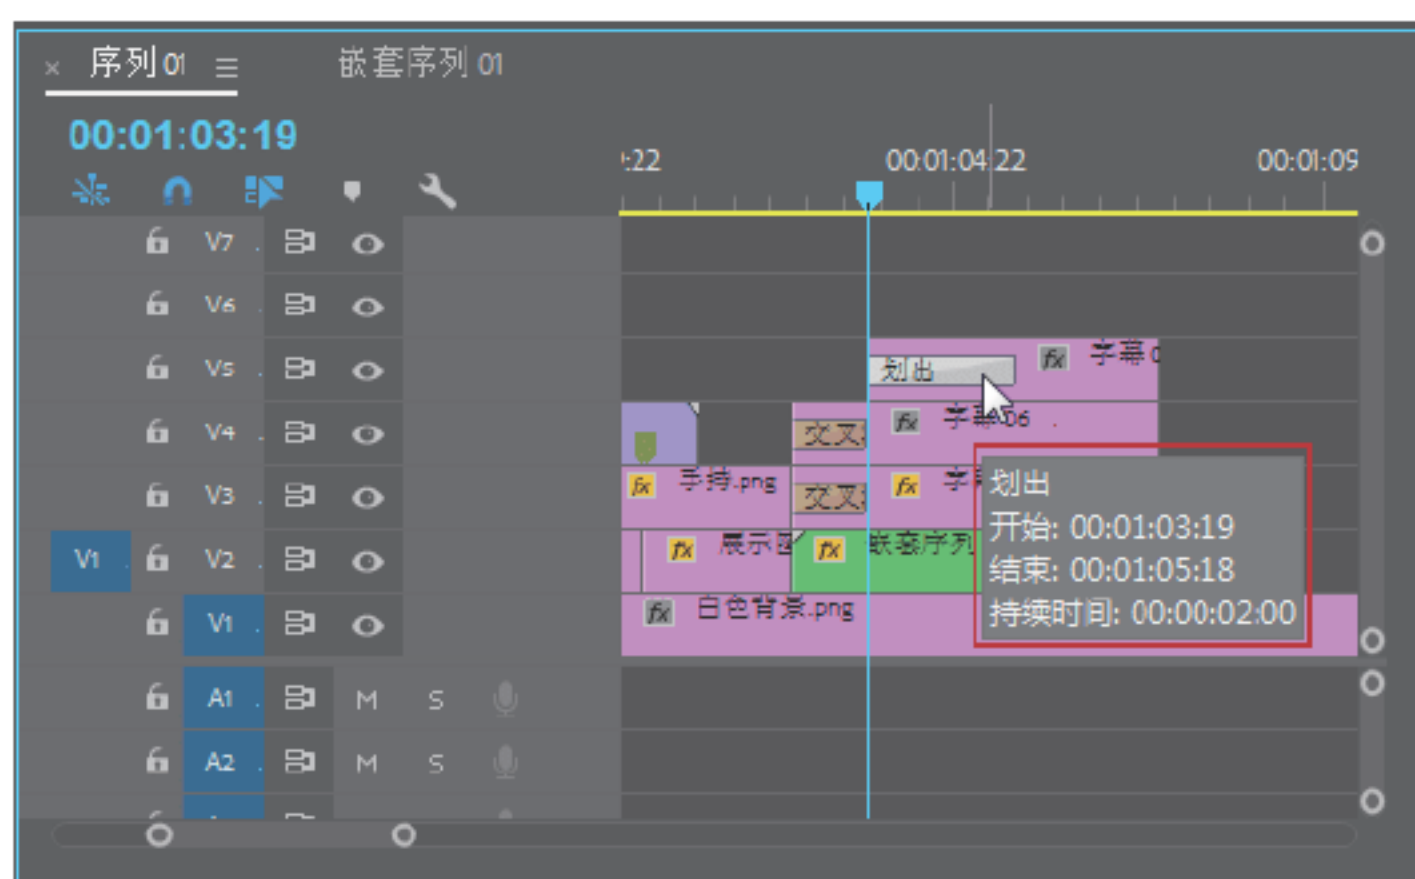 × 序列 01 ≡ 嵌套序列 01
00:01:03:19
:22 00:01:04:22 00:01:09
V7
V6
V5 划出 fx 字幕
V4 交叉 fx 字幕 06
V3 fx 手持.png 交叉 fx
V1 V2 fx 展示图 fx 嵌套序列
V1 fx 白色背景.png
划出
开始: 00:01:03:19
结束: 00:01:05:18
持续时间: 00:00:02:00
A1 M S
A2 M S